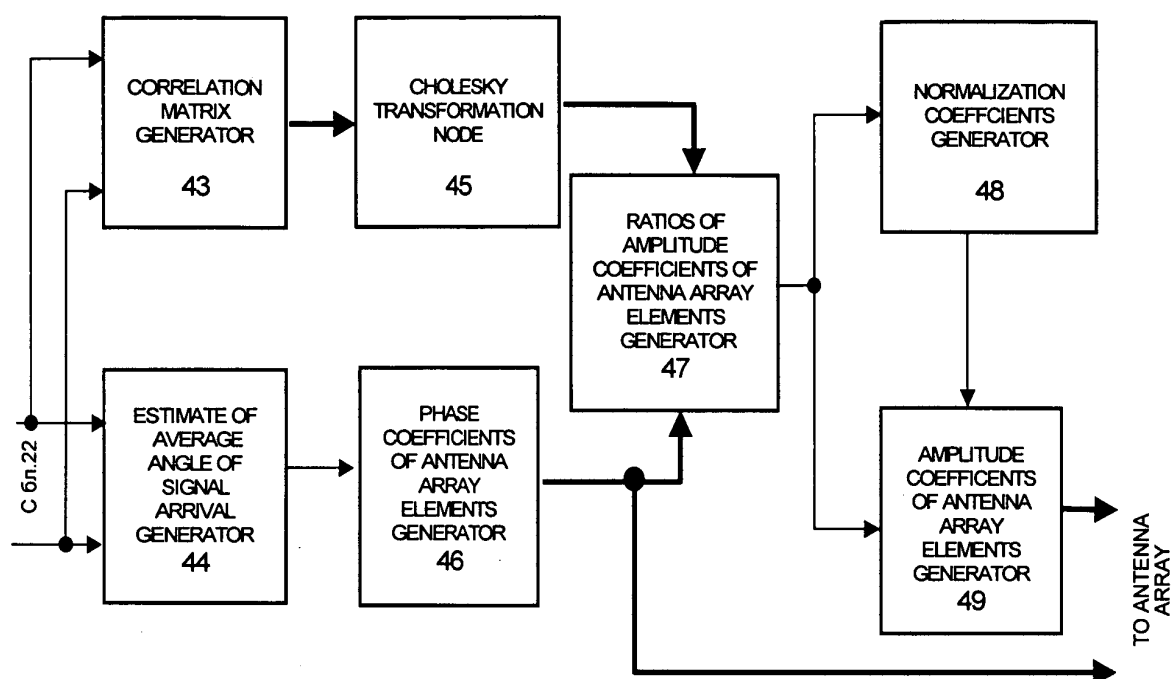 CORRELATION
MATRIX
GENERATOR
43
CHOLESKY
TRANSFORMATION
NODE
45
NORMALIZATION
COEFFCIENTS
GENERATOR
48
RATIOS OF
AMPLITUDE
COEFFICIENTS OF
ANTENNA ARRAY
ELEMENTS
GENERATOR
47
С бл.22
ESTIMATE OF
AVERAGE
ANGLE OF
SIGNAL
ARRIVAL
GENERATOR
44
PHASE
COEFFICIENTS
OF ANTENNA
ARRAY
ELEMENTS
GENERATOR
46
AMPLITUDE
COEFFICENTS
OF ANTENNA
ARRAY
ELEMENTS
GENERATOR
49
TO ANTENNA
ARRAY